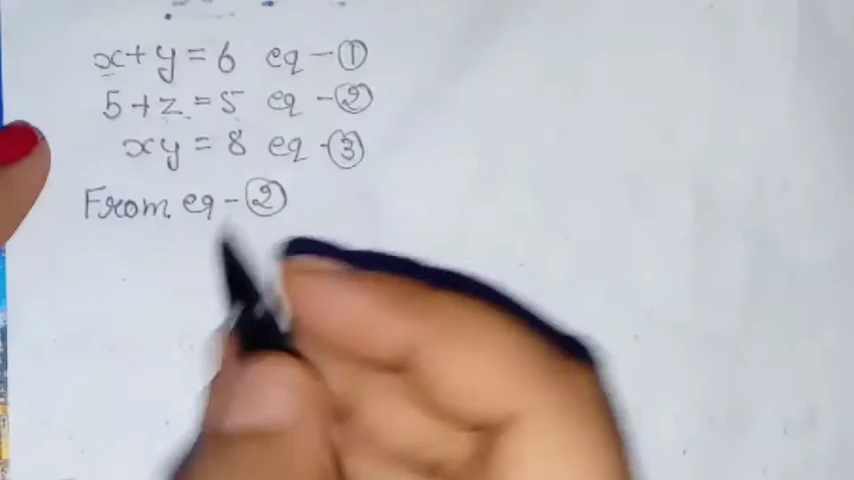 x+y=6 eq-①
5+z=5 eq-②
xy=8 eq-③
From eq-②